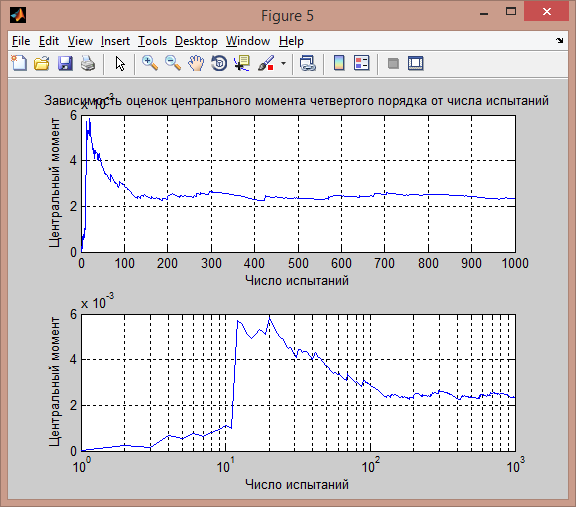 Figure 5
File Edit View Insert Tools Desktop Window Help
x 10^-3
Зависимость оценок центрального момента четвертого порядка от числа испытаний
Центральный момент
6
4
2
0
0 100 200 300 400 500 600 700 800 900 1000
Число испытаний
x 10^-3
Центральный момент
6
4
2
0
10^0 10^1 10^2 10^3
Число испытаний